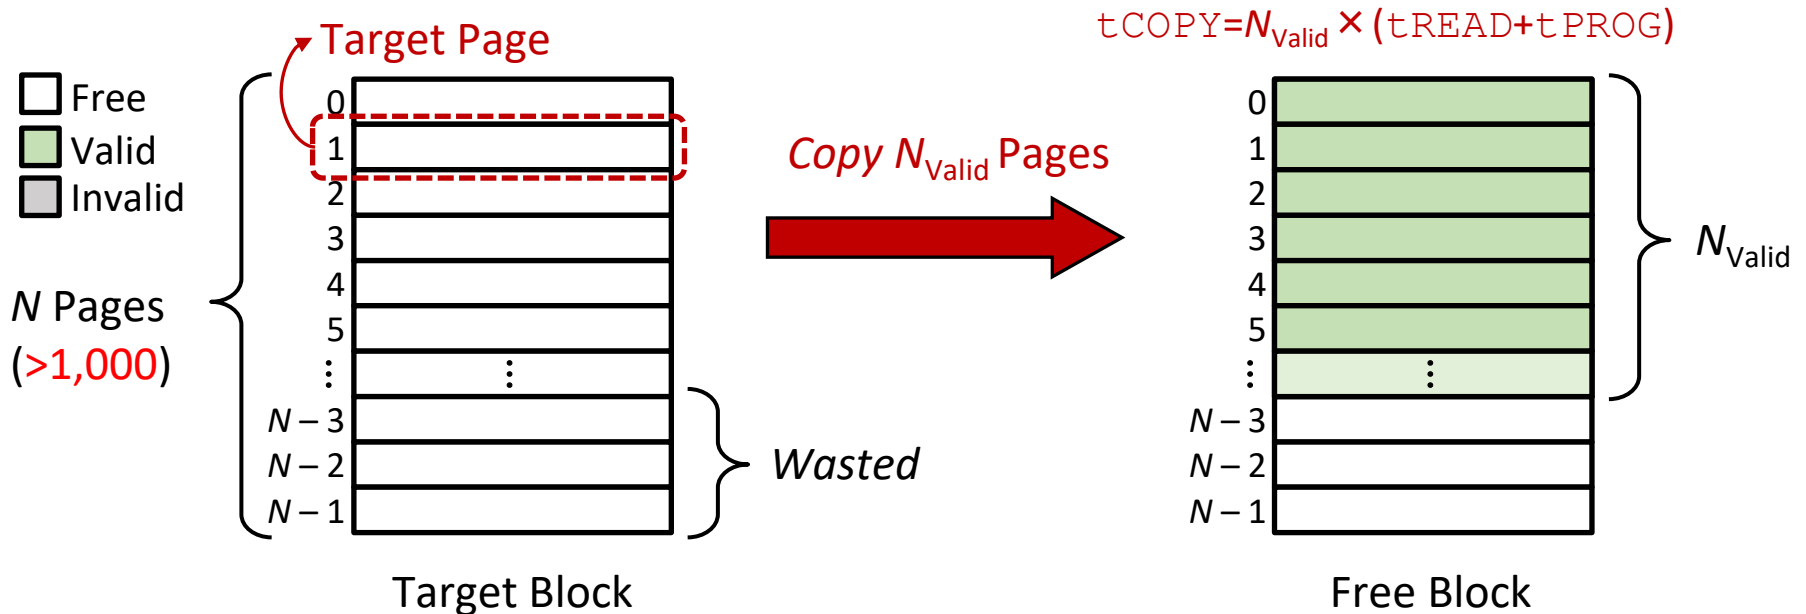 Target Page
tCOPY=NValid × (tREAD+tPROG)
Free
Valid
Invalid
N Pages
(>1,000)
0
1
2
3
4
5
⋮
⋮
N – 3
N – 2
N – 1
Wasted
Target Block
Copy NValid Pages
0
1
2
3
4
5
⋮
⋮
N – 3
N – 2
N – 1
NValid
Free Block